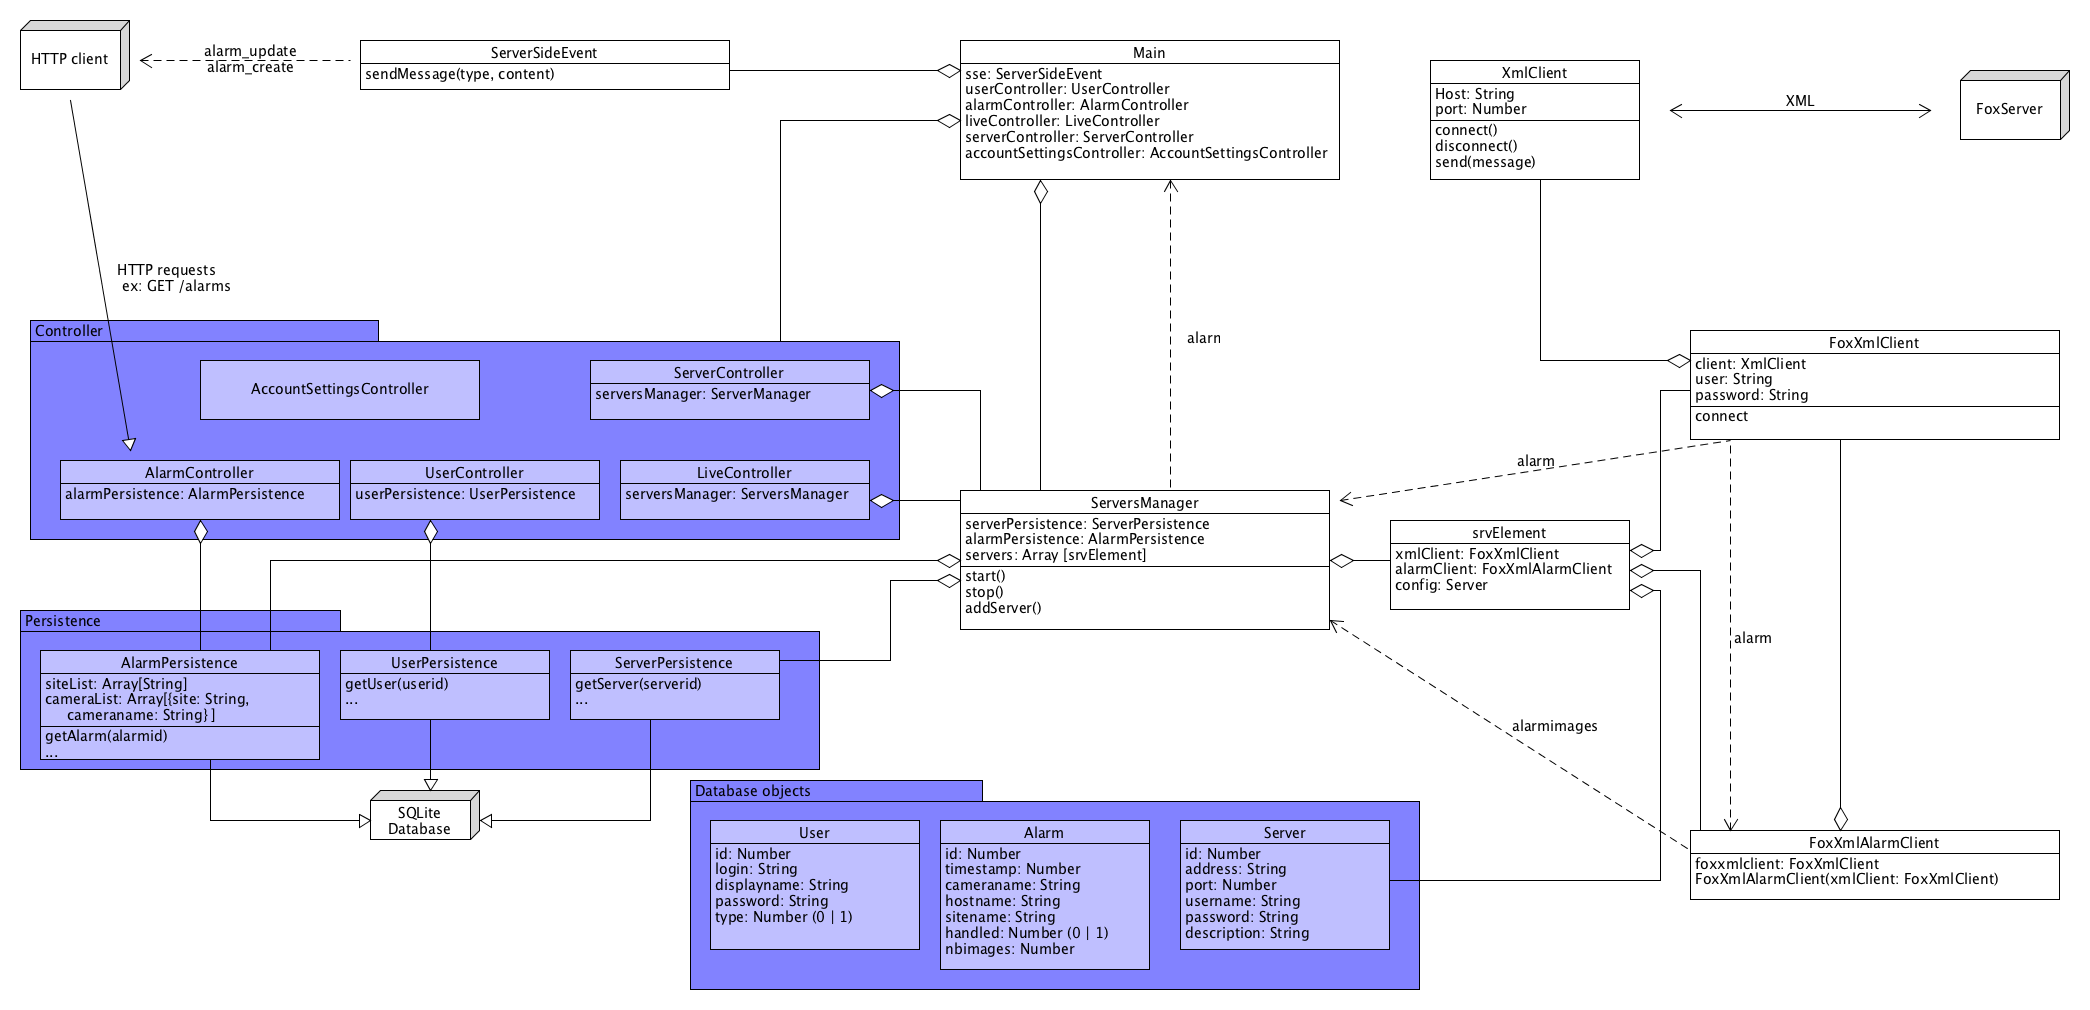 HTTP client
alarm_update
alarm_create
ServerSideEvent
sendMessage(type, content)
Main
sse: ServerSideEvent
userController: UserController
alarmController: AlarmController
liveController: LiveController
serverController: ServerController
accountSettingsController: AccountSettingsController
XmlClient
Host: String
port: Number
connect()
disconnect()
send(message)
XML
FoxServer
HTTP requests
ex: GET /alarms
alarn
Controller
AccountSettingsController
ServerController
serversManager: ServerManager
AlarmController
alarmPersistence: AlarmPersistence
UserController
userPersistence: UserPersistence
LiveController
serversManager: ServersManager
FoxXmlClient
client: XmlClient
user: String
password: String
connect
alarm
ServersManager
serverPersistence: ServerPersistence
alarmPersistence: AlarmPersistence
servers: Array [srvElement]
start()
stop()
addServer()
srvElement
xmlClient: FoxXmlClient
alarmClient: FoxXmlAlarmClient
config: Server
alarm
alarmimages
Persistence
AlarmPersistence
siteList: Array[String]
cameraList: Array[{site: String,
cameraname: String} ]
getAlarm(alarmid)
...
UserPersistence
getUser(userid)
...
ServerPersistence
getServer(serverid)
...
SQLite
Database
Database objects
User
id: Number
login: String
displayname: String
password: String
type: Number (0 | 1)
Alarm
id: Number
timestamp: Number
cameraname: String
hostname: String
sitename: String
handled: Number (0 | 1)
nbimages: Number
Server
id: Number
address: String
port: Number
username: String
password: String
description: String
FoxXmlAlarmClient
foxxmlclient: FoxXmlClient
FoxXmlAlarmClient(xmlClient: FoxXmlClient)